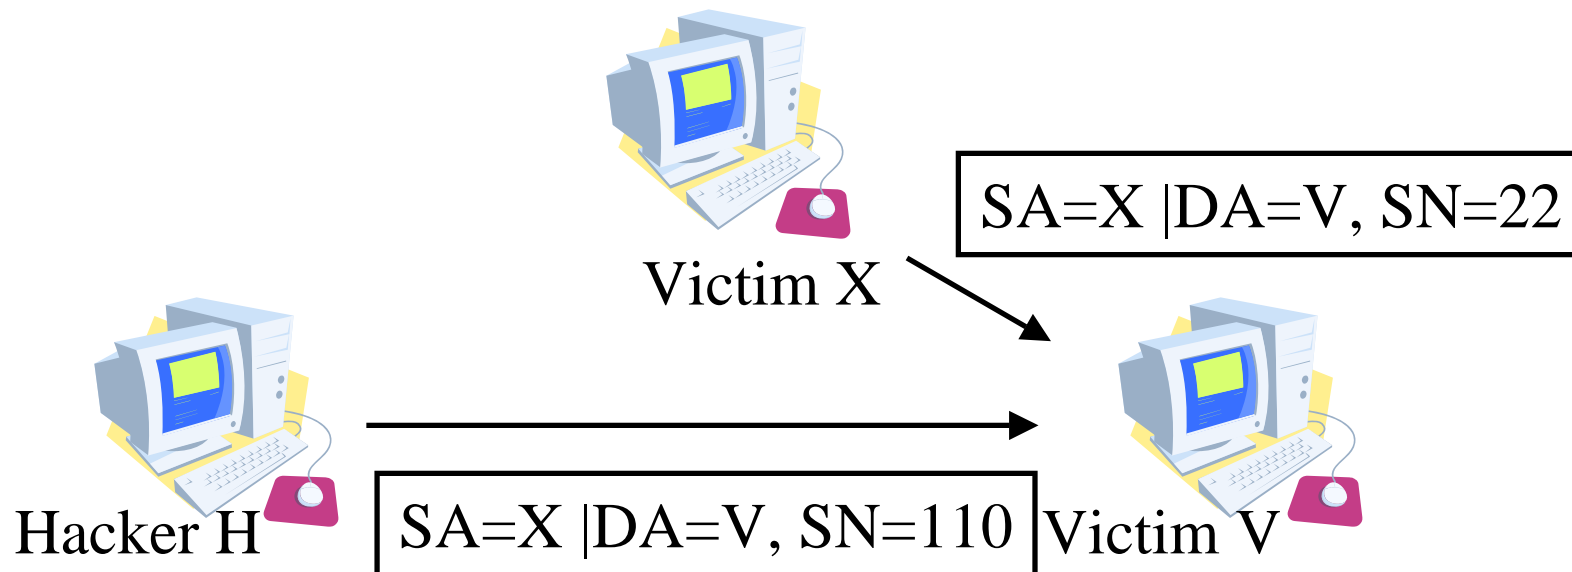 SA=X |DA=V, SN=22
Victim X
Hacker H
SA=X |DA=V, SN=110
Victim V